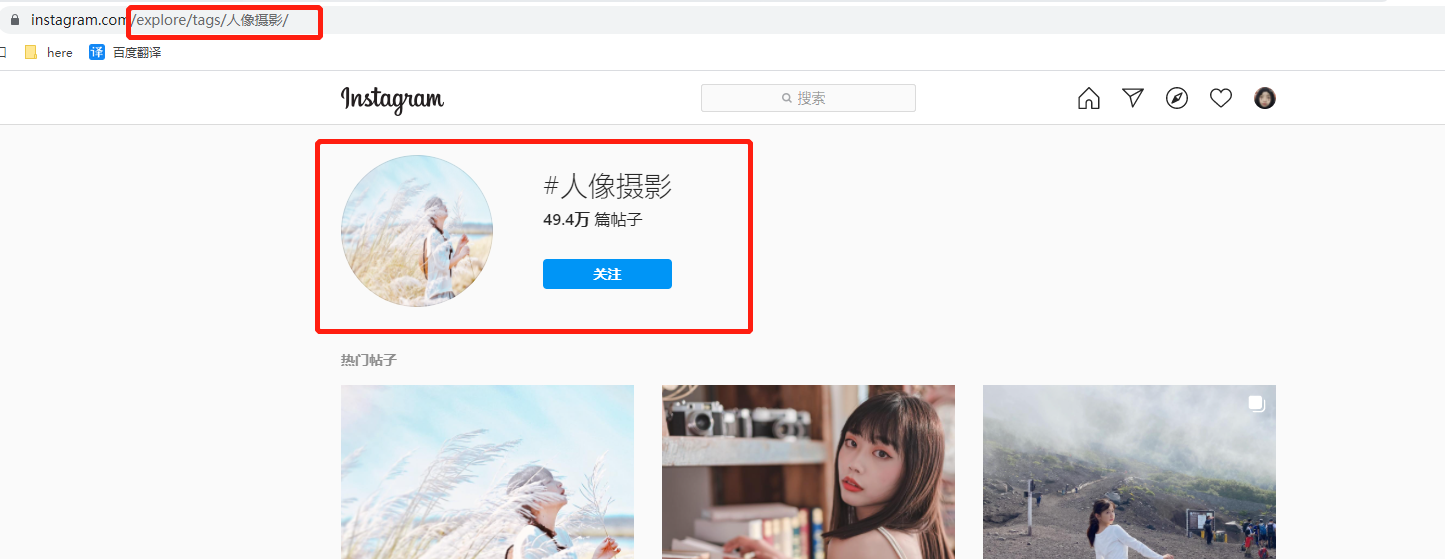 instagram.com/explore/tags/人像摄影/
here 译 百度翻译
Instagram 搜索
#人像摄影
49.4万 篇帖子
关注
热门帖子